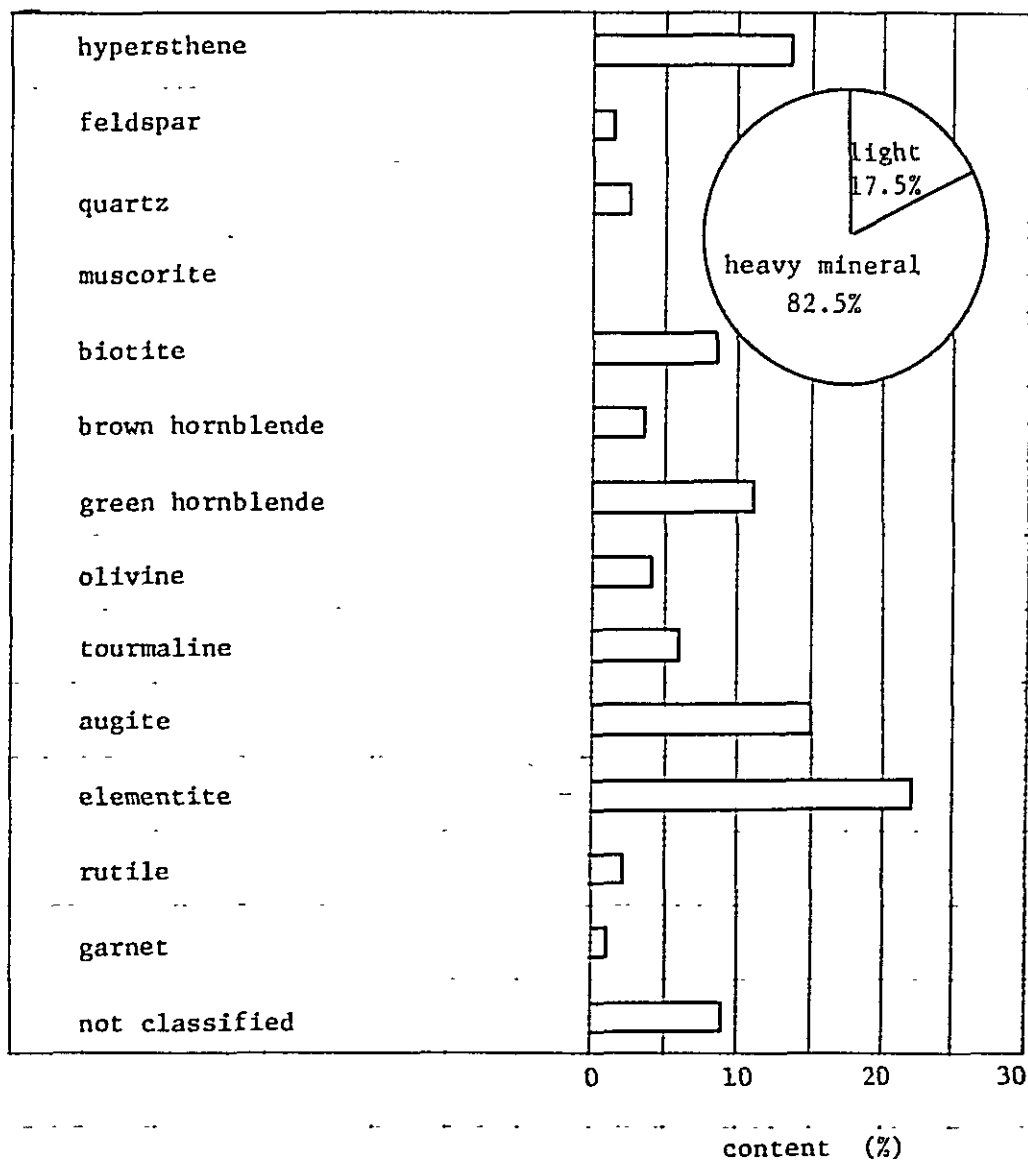 hypersthene
feldspar
quartz
muscorite
biotite
brown hornblende
green hornblende
olivine
tourmaline
augite
elementite
rutile
garnet
not classified
light
17.5%
heavy mineral
82.5%
0 10 20 30
content (%)